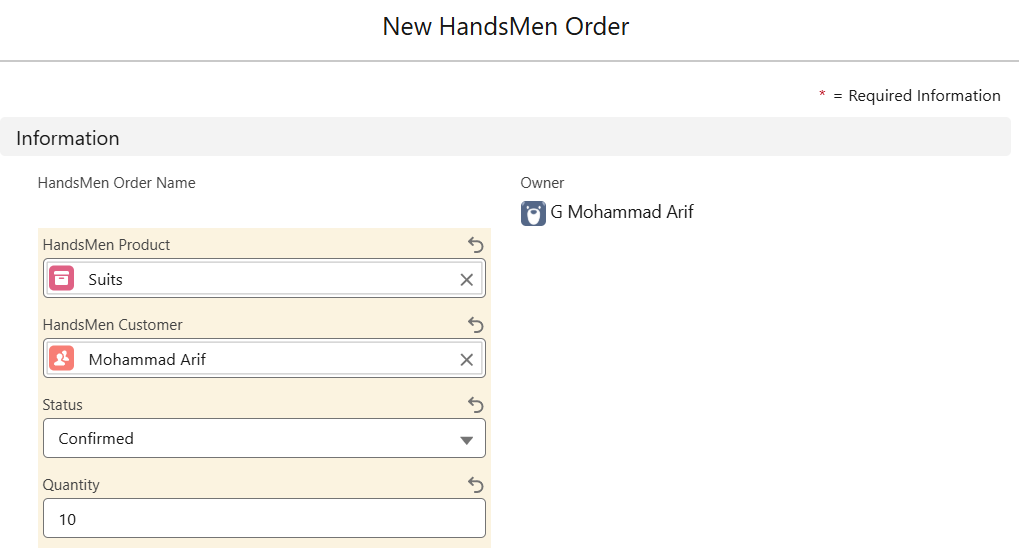 New HandsMen Order
* = Required Information
Information
HandsMen Order Name
Owner
G Mohammad Arif
HandsMen Product
Suits
HandsMen Customer
Mohammad Arif
Status
Confirmed
Quantity
10